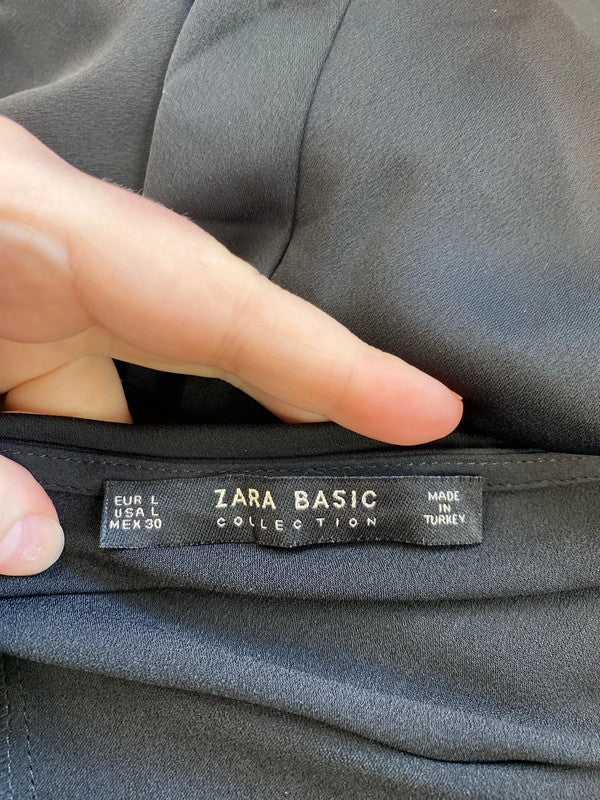 EUR L
USA L
MEX 30
ZARA BASIC
COLLECTION
MADE
IN
TURKEY